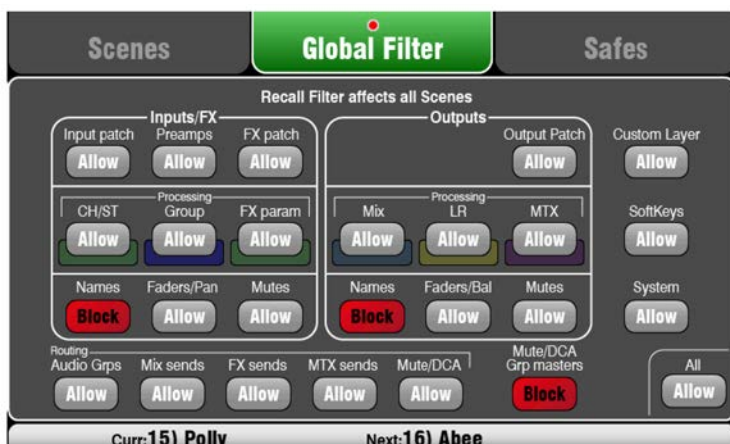 Scenes Global Filter Safes
Recall Filter affects all Scenes
Inputs/FX Outputs
Input patch Preamps FX patch Output Patch Custom Layer
Allow Allow Allow Allow Allow
Processing Processing
CH/ST Group FX param Mix LR MTX SoftKeys
Allow Allow Allow Allow Allow Allow Allow
Names Faders/Pan Mutes Names Faders/Bal Mutes System
Block Allow Allow Block Allow Allow Allow
Routing Mute/DCA
Audio Grps Mix sends FX sends MTX sends Mute/DCA Grp masters All
Allow Allow Allow Allow Allow Block Allow
Curr:15) Polly Next:16) Abee